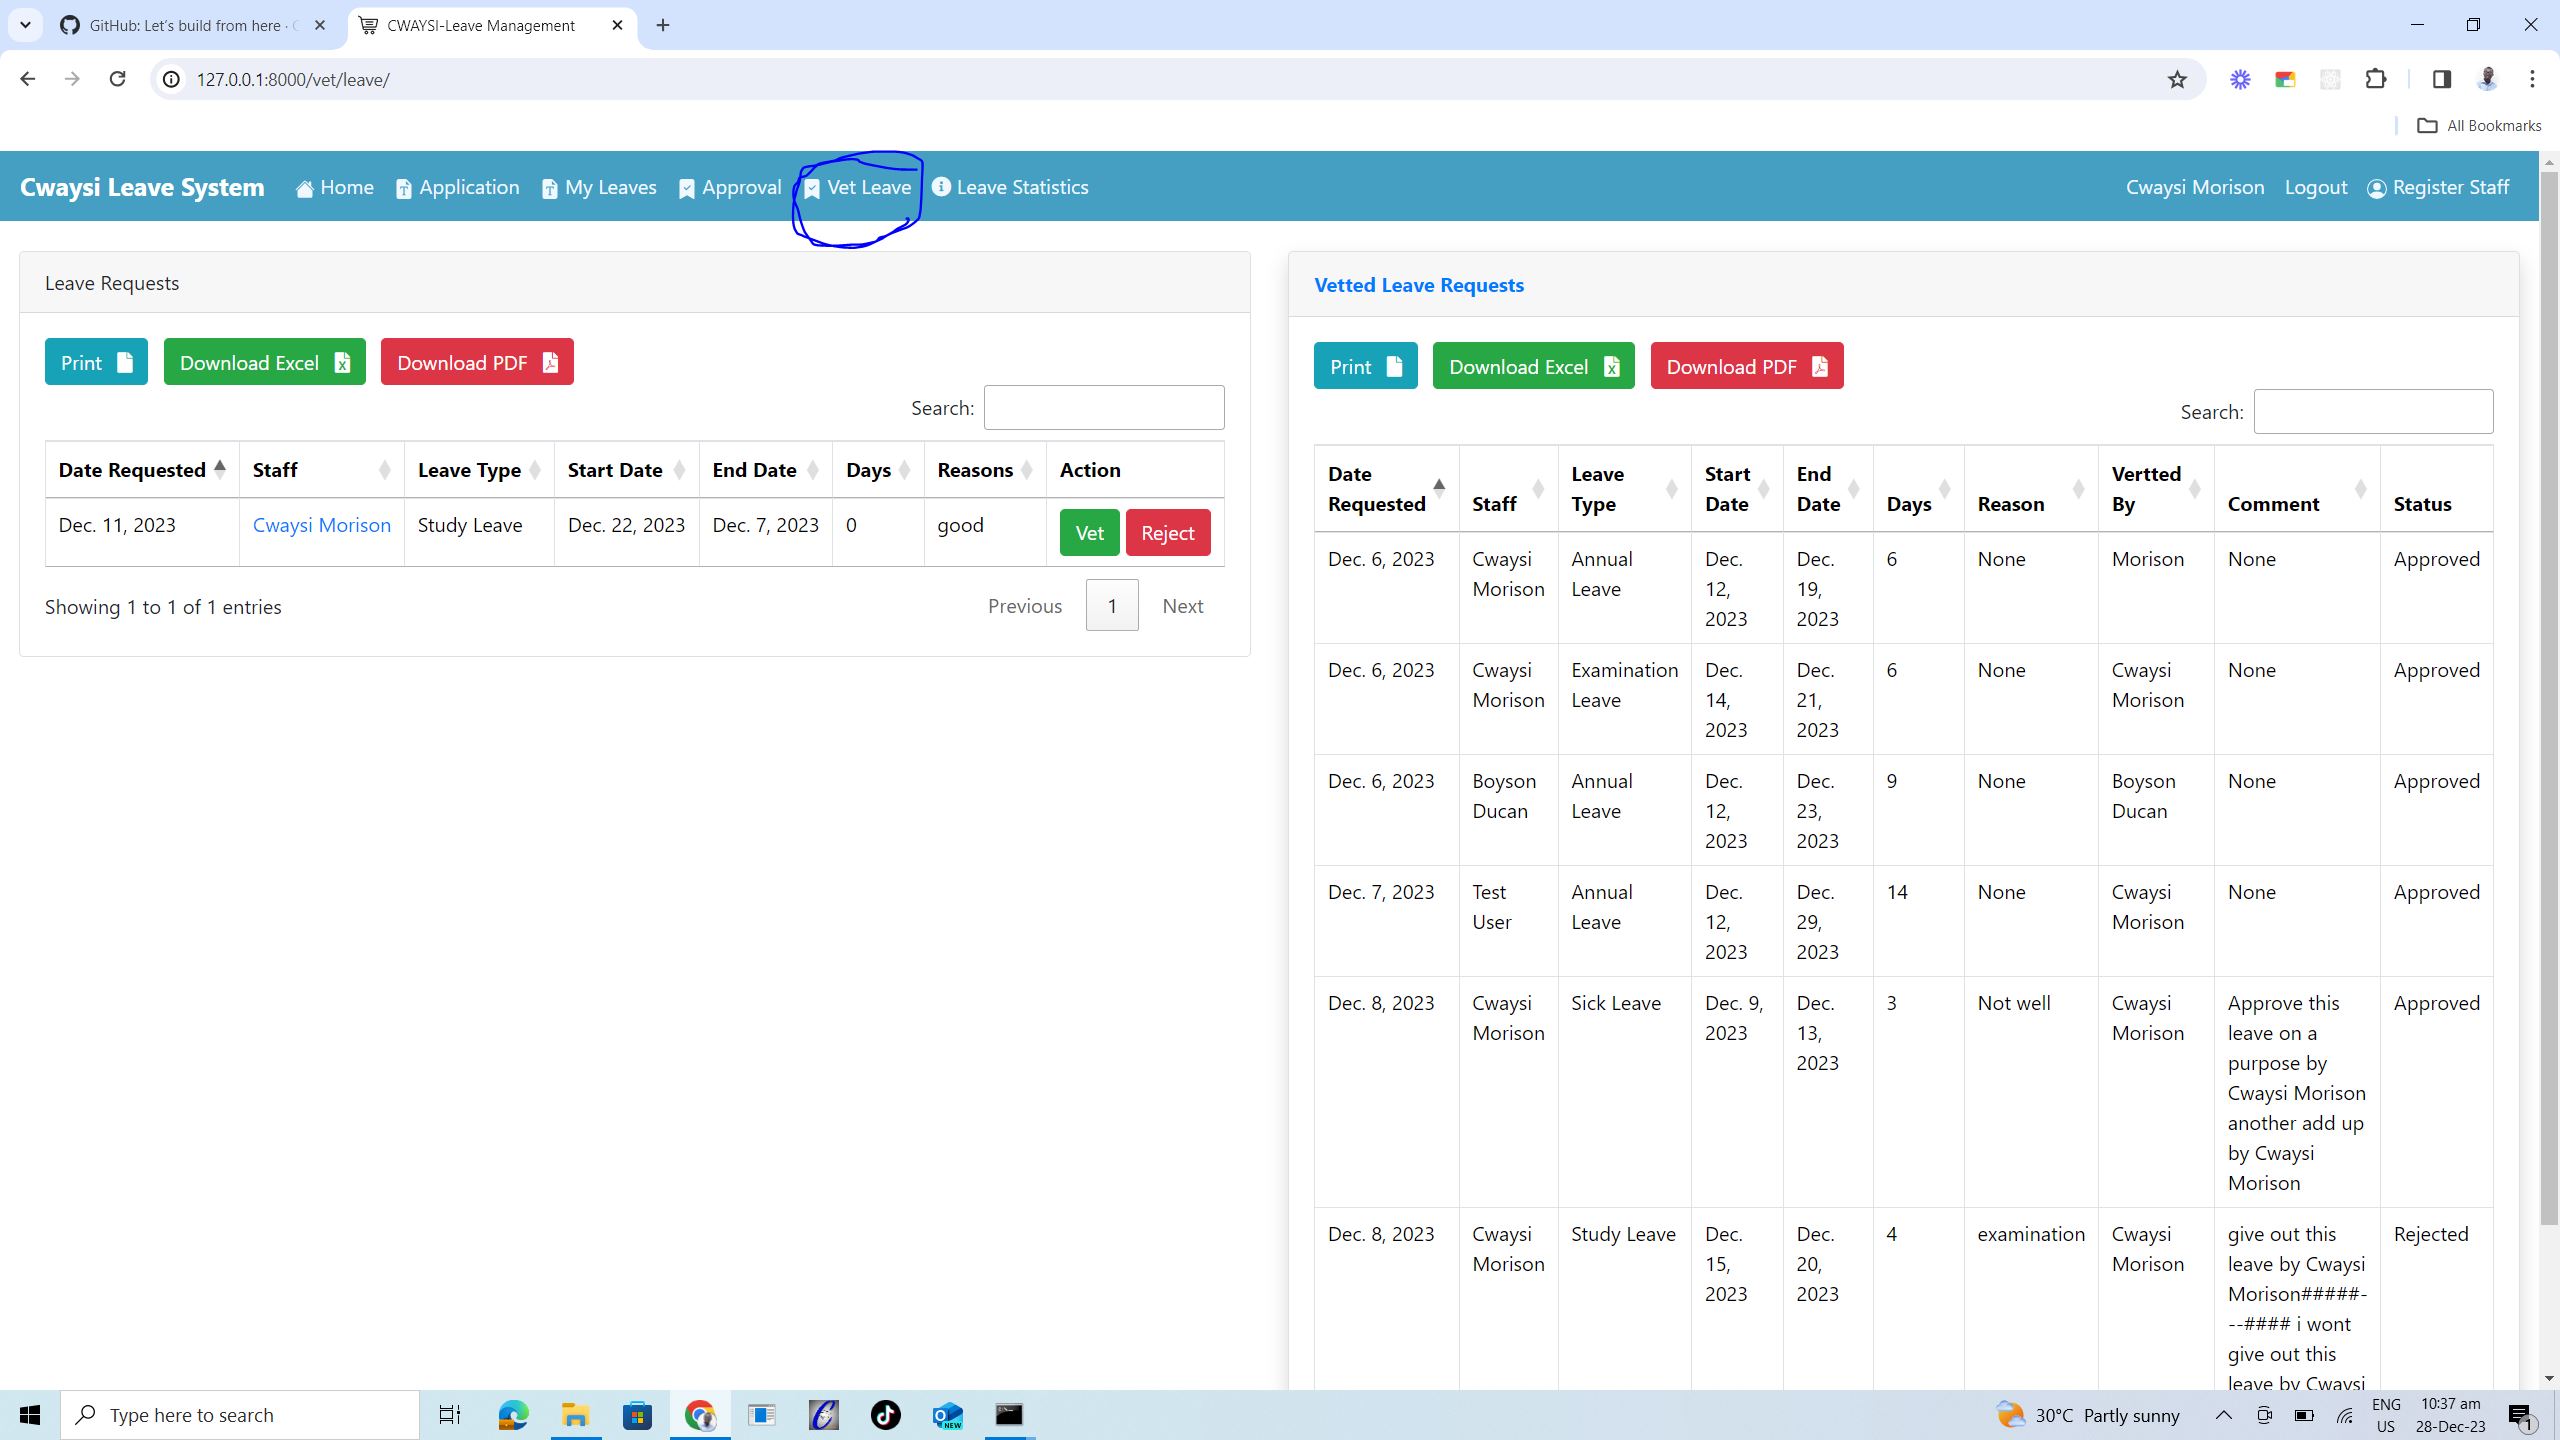 GitHub: Let's build from here ·
CWAYSI-Leave Management
127.0.0.1:8000/vet/leave/
All Bookmarks
Cwaysi Leave System Home Application My Leaves Approval Vet Leave Leave Statistics Cwaysi Morison Logout Register Staff
Leave Requests
Print Download Excel Download PDF
Search:
Date Requested Staff Leave Type Start Date End Date Days Reasons Action
Dec. 11, 2023 Cwaysi Morison Study Leave Dec. 22, 2023 Dec. 7, 2023 0 good Vet Reject
Showing 1 to 1 of 1 entries Previous 1 Next
Vetted Leave Requests
Print Download Excel Download PDF
Search:
Date Leave Start End Vertted
Requested Staff Type Date Date Days Reason By Comment Status
Dec. 6, 2023 Cwaysi Annual Dec. Dec. 6 None Morison None Approved
Morison Leave 12, 19,
2023 2023
Dec. 6, 2023 Cwaysi Examination Dec. Dec. 6 None Cwaysi None Approved
Morison Leave 14, 21, Morison
2023 2023
Dec. 6, 2023 Boyson Annual Dec. Dec. 9 None Boyson None Approved
Ducan Leave 12, 23, Ducan
2023 2023
Dec. 7, 2023 Test Annual Dec. Dec. 14 None Cwaysi None Approved
User Leave 12, 29, Morison
2023 2023
Dec. 8, 2023 Cwaysi Sick Leave Dec. 9, Dec. 3 Not well Cwaysi Approve this Approved
Morison 2023 13, Morison leave on a
2023 purpose by
Cwaysi Morison
another add up
by Cwaysi
Morison
Dec. 8, 2023 Cwaysi Study Leave Dec. Dec. 4 examination Cwaysi give out this Rejected
Morison 15, 20, Morison leave by Cwaysi
2023 2023 Morison#####-
--#### i wont
give out this
leave by Cwaysi
Type here to search
NEW
30°C Partly sunny
ENG
US
10:37 am
28-Dec-23
1